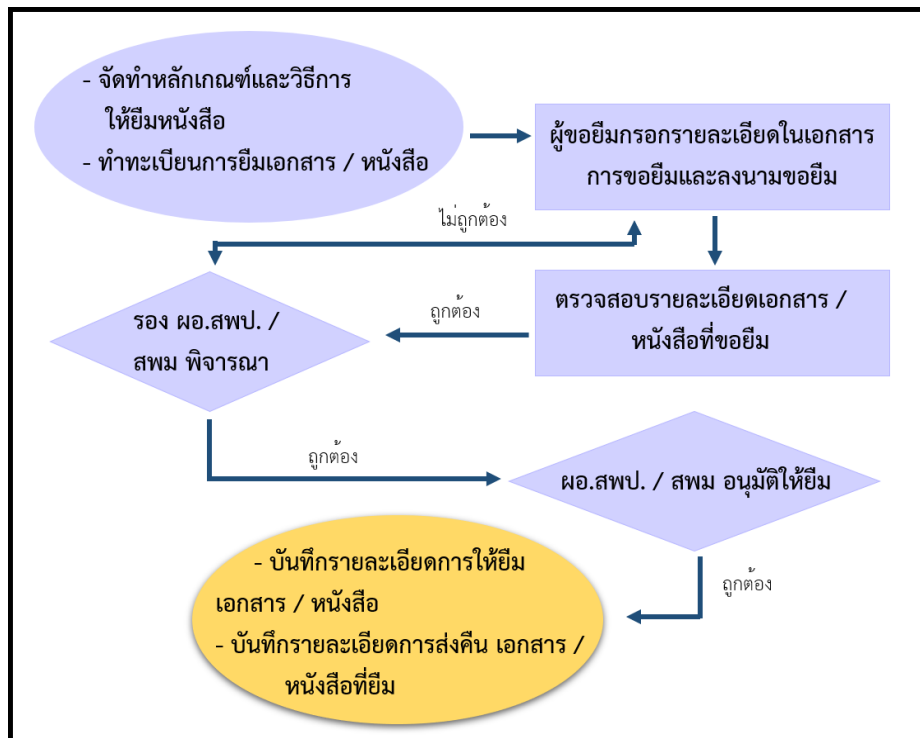 - จัดทำหลักเกณฑ์และวิธีการ
ให้ยืมหนังสือ
- ทำทะเบียนการยืมเอกสาร / หนังสือ
ผู้ขอยืมกรอกรายละเอียดในเอกสาร
การขอยืมและลงนามขอยืม
ไม่ถูกต้อง
ตรวจสอบรายละเอียดเอกสาร /
หนังสือที่ขอยืม
ถูกต้อง
รอง ผอ.สพป. /
สพม พิจารณา
ถูกต้อง
ผอ.สพป. / สพม อนุมัติให้ยืม
ถูกต้อง
- บันทึกรายละเอียดการให้ยืม
เอกสาร / หนังสือ
- บันทึกรายละเอียดการส่งคืน เอกสาร /
หนังสือที่ยืม